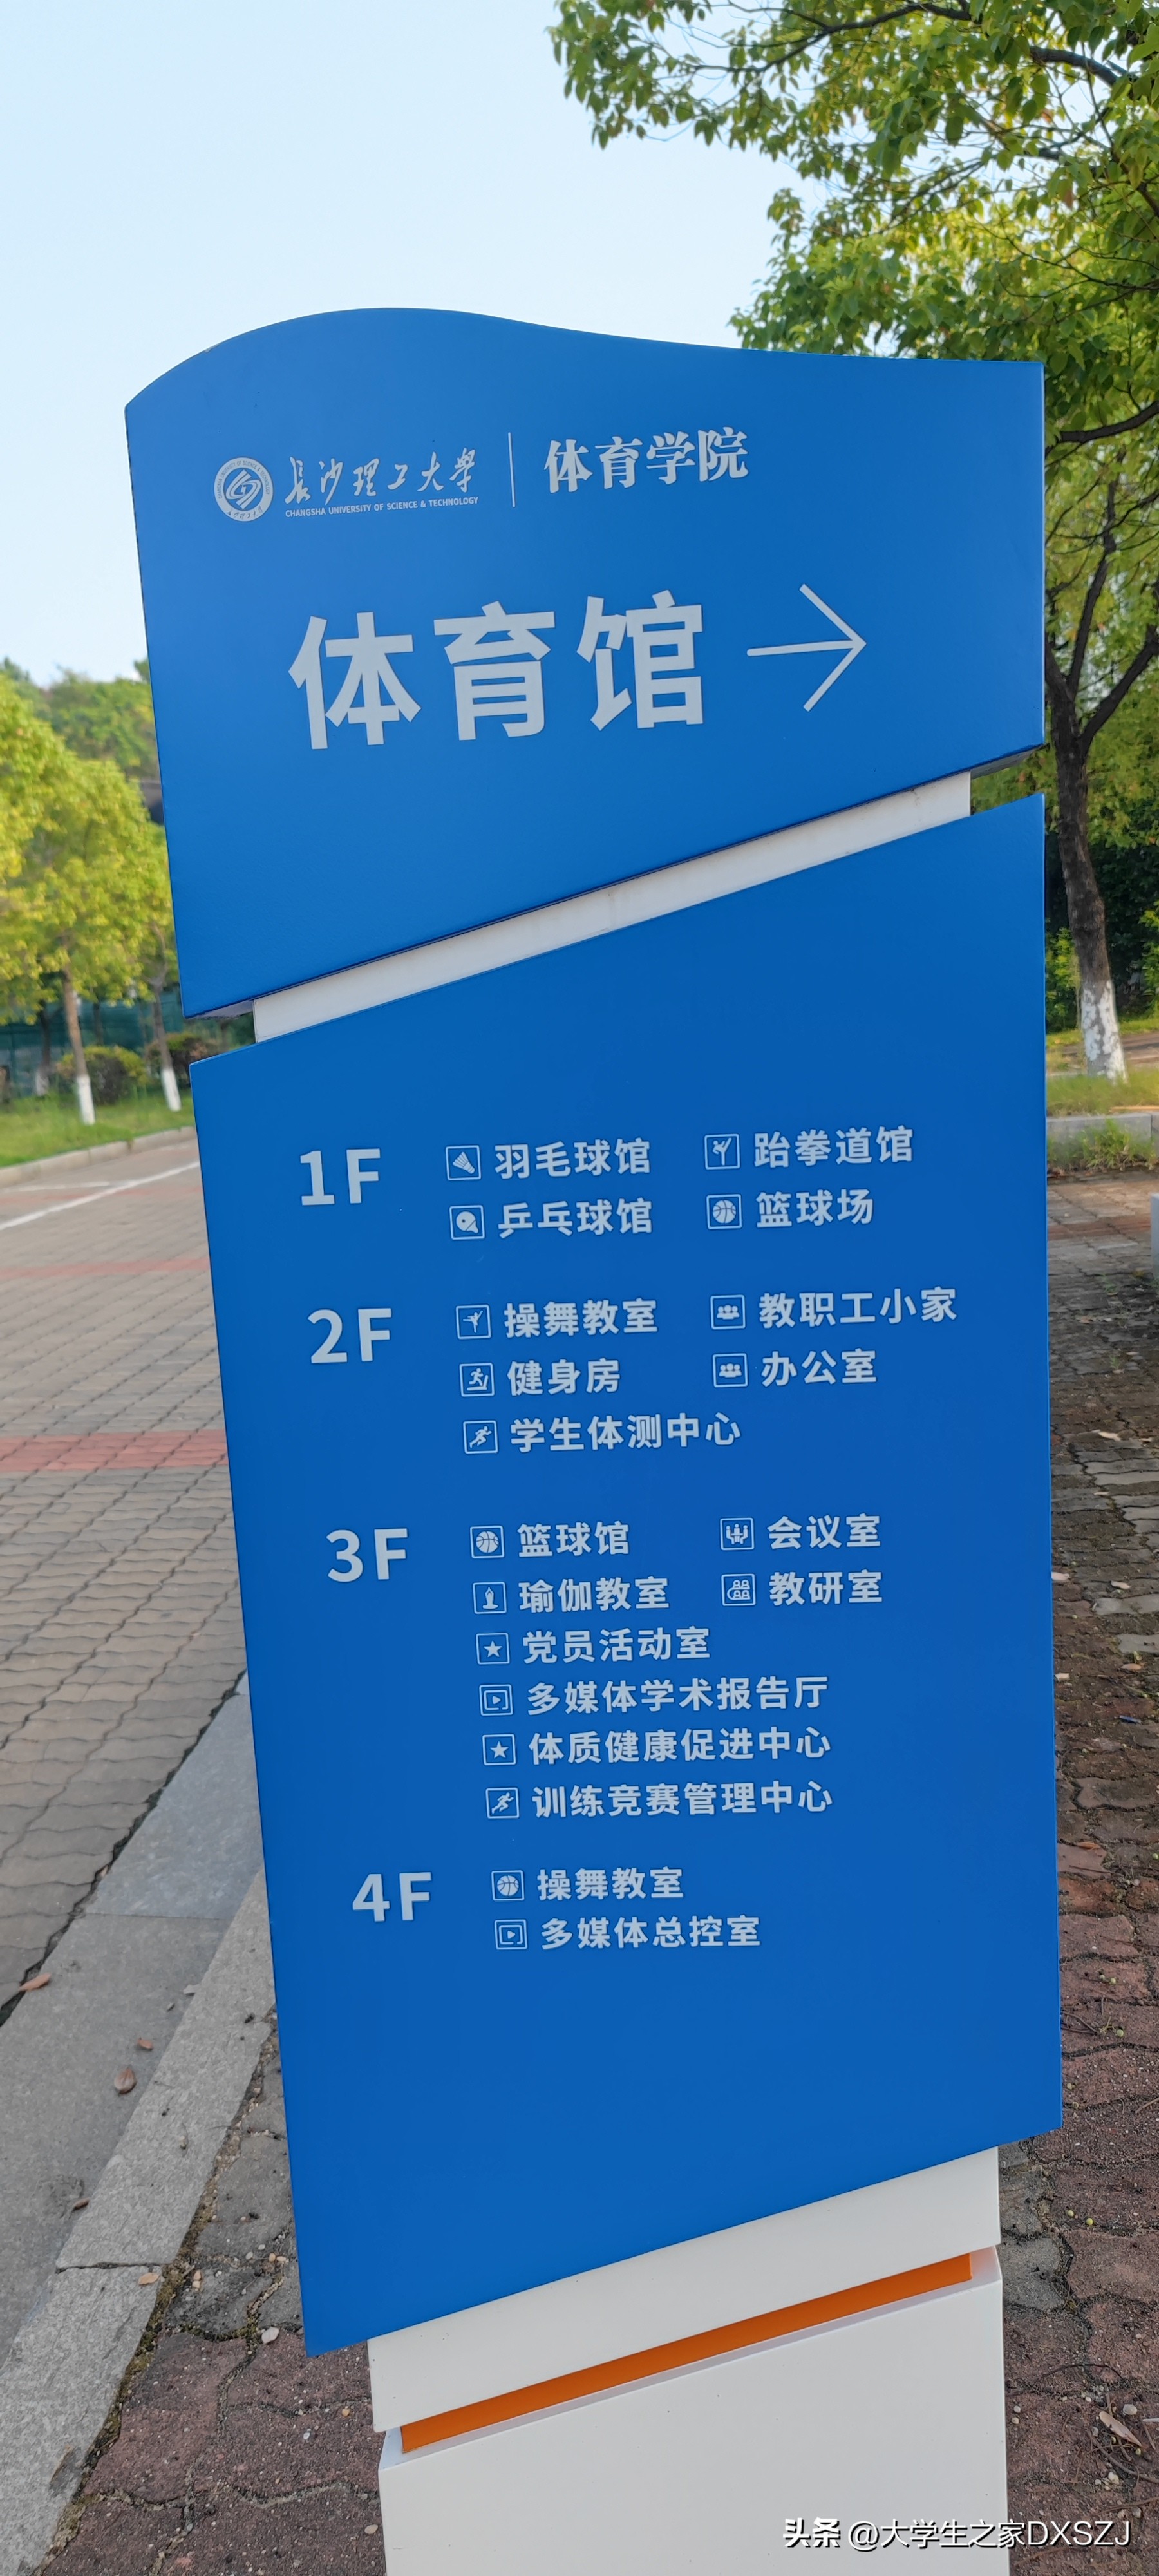 長沙理工大學 体育学院
CHANGSHA UNIVERSITY OF SCIENCE & TECHNOLOGY
体育馆 →
1F 羽毛球馆 跆拳道馆
乒乓球馆 篮球场
2F 操舞教室 教职工小家
健身房 办公室
学生体测中心
3F 篮球馆 会议室
瑜伽教室 教研室
党员活动室
多媒体学术报告厅
体质健康促进中心
训练竞赛管理中心
4F 操舞教室
多媒体总控室
头条 @大学生之家DXSZJ